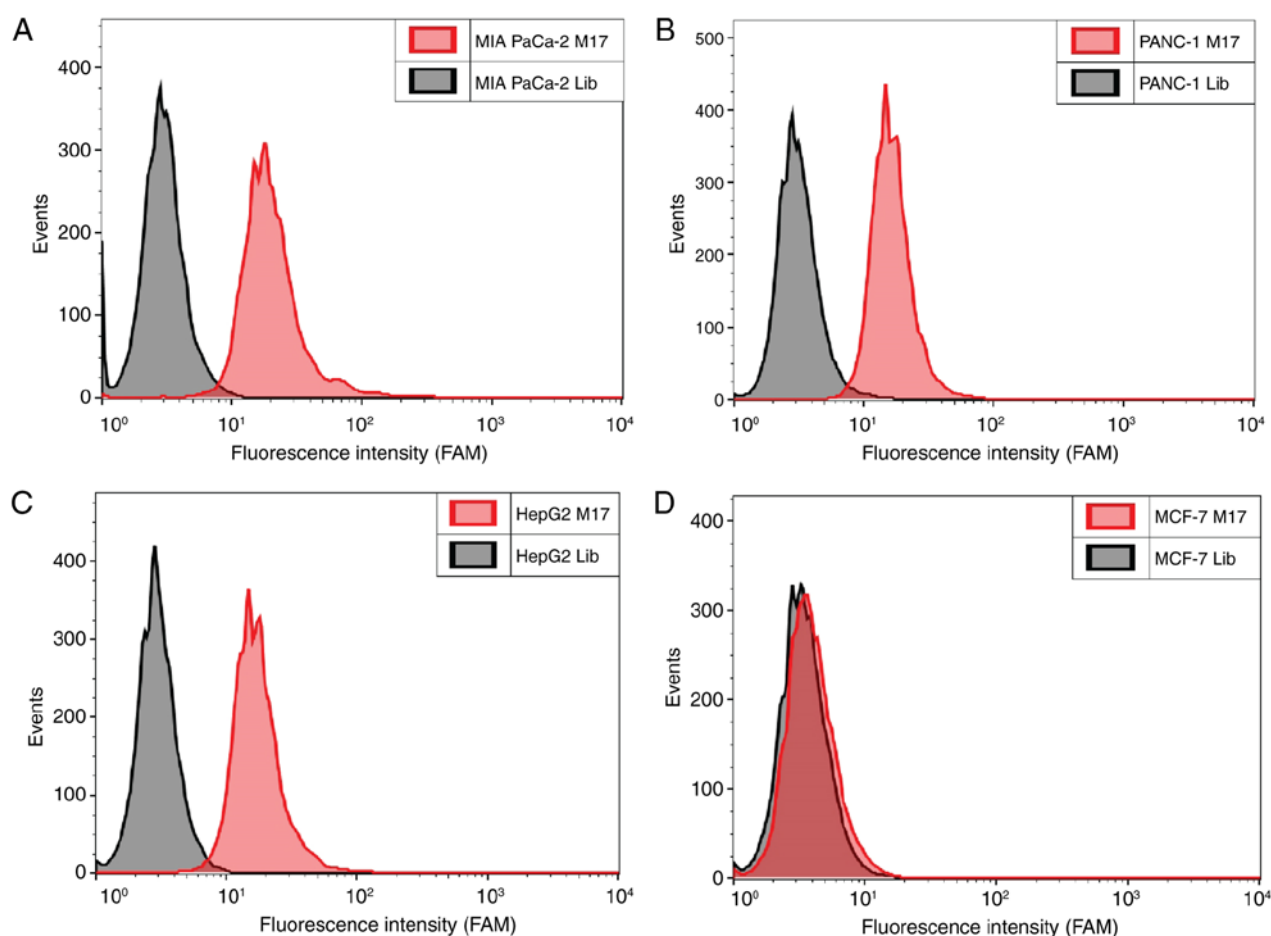 A
MIA PaCa-2 M17
MIA PaCa-2 Lib
400
300
200
100
0
Events
10⁰
10¹
10²
10³
10⁴
Fluorescence intensity (FAM)
B
PANC-1 M17
PANC-1 Lib
500
400
300
200
100
0
Events
10⁰
10¹
10²
10³
10⁴
Fluorescence intensity (FAM)
C
HepG2 M17
HepG2 Lib
400
300
200
100
0
Events
10⁰
10¹
10²
10³
10⁴
Fluorescence intensity (FAM)
D
MCF-7 M17
MCF-7 Lib
400
300
200
100
0
Events
10⁰
10¹
10²
10³
10⁴
Fluorescence intensity (FAM)